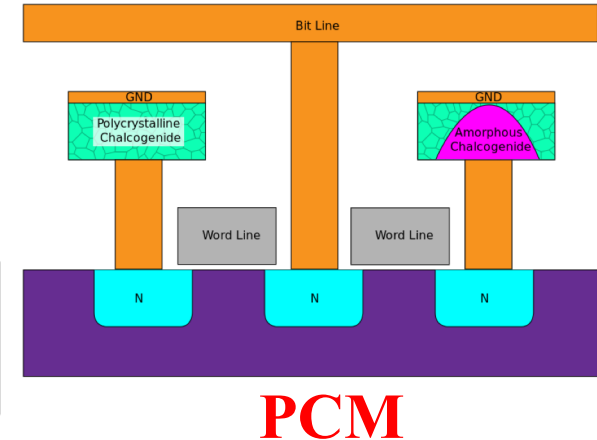 Bit Line
GND
Polycrystalline
Chalcogenide
GND
Amorphous
Chalcogenide
Word Line
Word Line
N
N
N
PCM